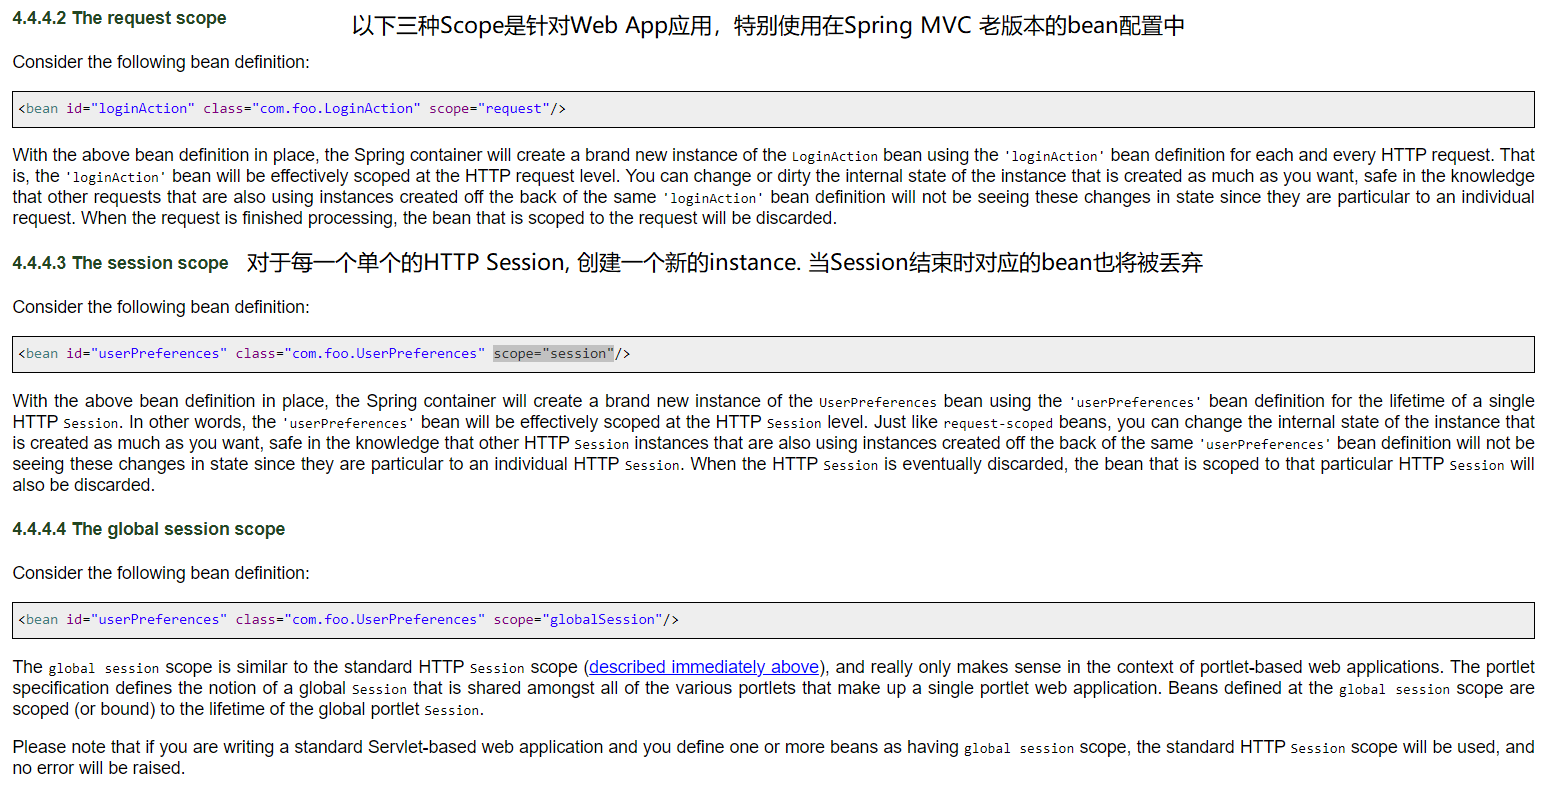 4.4.4.2 The request scope 以下三种Scope是针对Web App应用，特别使用在Spring MVC 老版本的bean配置中
Consider the following bean definition:
<bean id="loginAction" class="com.foo.LoginAction" scope="request"/>
With the above bean definition in place, the Spring container will create a brand new instance of the LoginAction bean using the 'loginAction' bean definition for each and every HTTP request. That
is, the 'loginAction' bean will be effectively scoped at the HTTP request level. You can change or dirty the internal state of the instance that is created as much as you want, safe in the knowledge
that other requests that are also using instances created off the back of the same 'loginAction' bean definition will not be seeing these changes in state since they are particular to an individual
request. When the request is finished processing, the bean that is scoped to the request will be discarded.
4.4.4.3 The session scope 对于每一个单个的HTTP Session, 创建一个新的instance. 当Session结束时对应的bean也将被丢弃
Consider the following bean definition:
<bean id="userPreferences" class="com.foo.UserPreferences" scope="session"/>
With the above bean definition in place, the Spring container will create a brand new instance of the UserPreferences bean using the 'userPreferences' bean definition for the lifetime of a single
HTTP Session. In other words, the 'userPreferences' bean will be effectively scoped at the HTTP Session level. Just like request-scoped beans, you can change the internal state of the instance that
is created as much as you want, safe in the knowledge that other HTTP Session instances that are also using instances created off the back of the same 'userPreferences' bean definition will not be
seeing these changes in state since they are particular to an individual HTTP Session. When the HTTP Session is eventually discarded, the bean that is scoped to that particular HTTP Session will
also be discarded.
4.4.4.4 The global session scope
Consider the following bean definition:
<bean id="userPreferences" class="com.foo.UserPreferences" scope="globalSession"/>
The global session scope is similar to the standard HTTP Session scope (described immediately above), and really only makes sense in the context of portlet-based web applications. The portlet
specification defines the notion of a global Session that is shared amongst all of the various portlets that make up a single portlet web application. Beans defined at the global session scope are
scoped (or bound) to the lifetime of the global portlet Session.
Please note that if you are writing a standard Servlet-based web application and you define one or more beans as having global session scope, the standard HTTP Session scope will be used, and
no error will be raised.